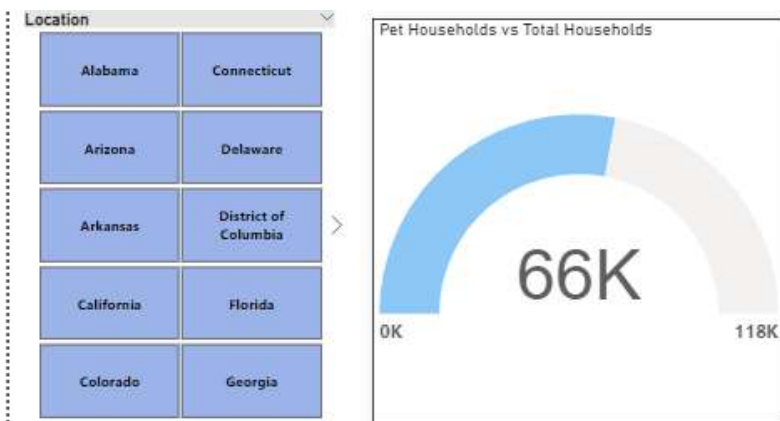 Location
Alabama
Connecticut
Arizona
Delaware
Arkansas
District of
Columbia
California
Florida
Colorado
Georgia
Pet Households vs Total Households
66K
0K
118K